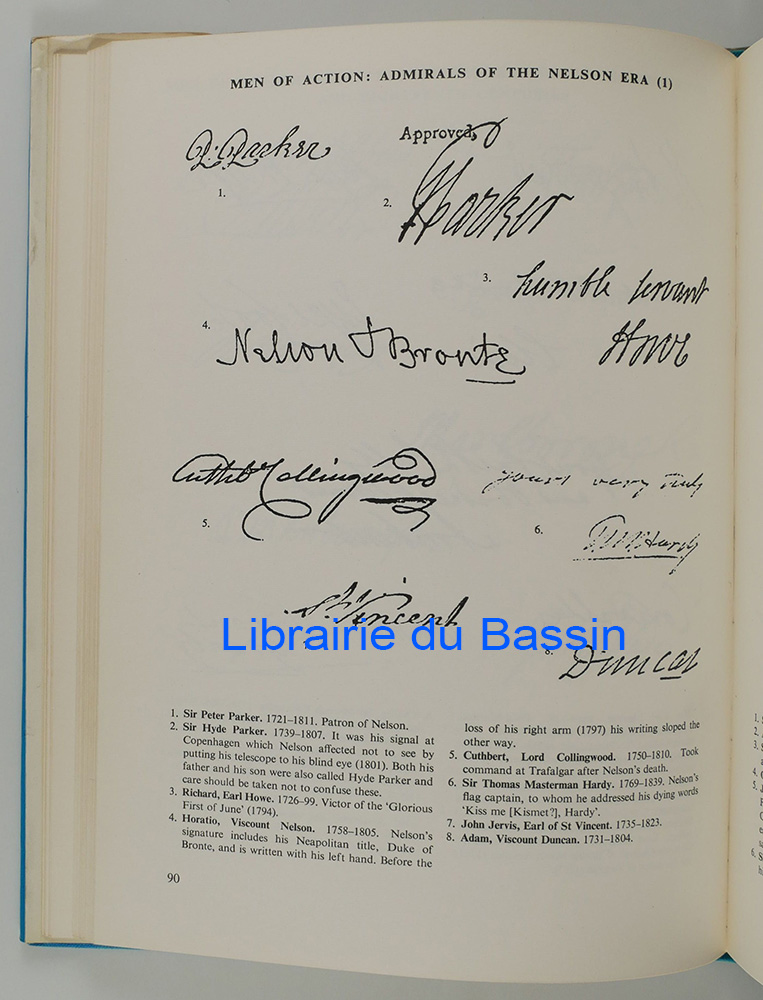 MEN OF ACTION: ADMIRALS OF THE NELSON ERA (1)
P. Parker
Approved,
1.
2.
H Parker
3.
humble servant
4.
Nelson & Bronte
Howe
Cuthbt Collingwood
yours very truly
5.
6.
TM Hardy
St. Vincent
Librairie du Bassin
8.
Duncan
1. Sir Peter Parker. 1721–1811. Patron of Nelson.
2. Sir Hyde Parker. 1739–1807. It was his signal at
Copenhagen which Nelson affected not to see by
putting his telescope to his blind eye (1801). Both his
father and his son were also called Hyde Parker and
care should be taken not to confuse these.
3. Richard, Earl Howe. 1726–99. Victor of the 'Glorious
First of June' (1794).
4. Horatio, Viscount Nelson. 1758–1805. Nelson's
signature includes his Neapolitan title, Duke of
Bronte, and is written with his left hand. Before the
loss of his right arm (1797) his writing sloped the
other way.
5. Cuthbert, Lord Collingwood. 1750–1810. Took
command at Trafalgar after Nelson's death.
6. Sir Thomas Masterman Hardy. 1769–1839. Nelson's
flag captain, to whom he addressed his dying words
'Kiss me [Kismet?], Hardy'.
7. John Jervis, Earl of St Vincent. 1735–1823.
8. Adam, Viscount Duncan. 1731–1804.
90